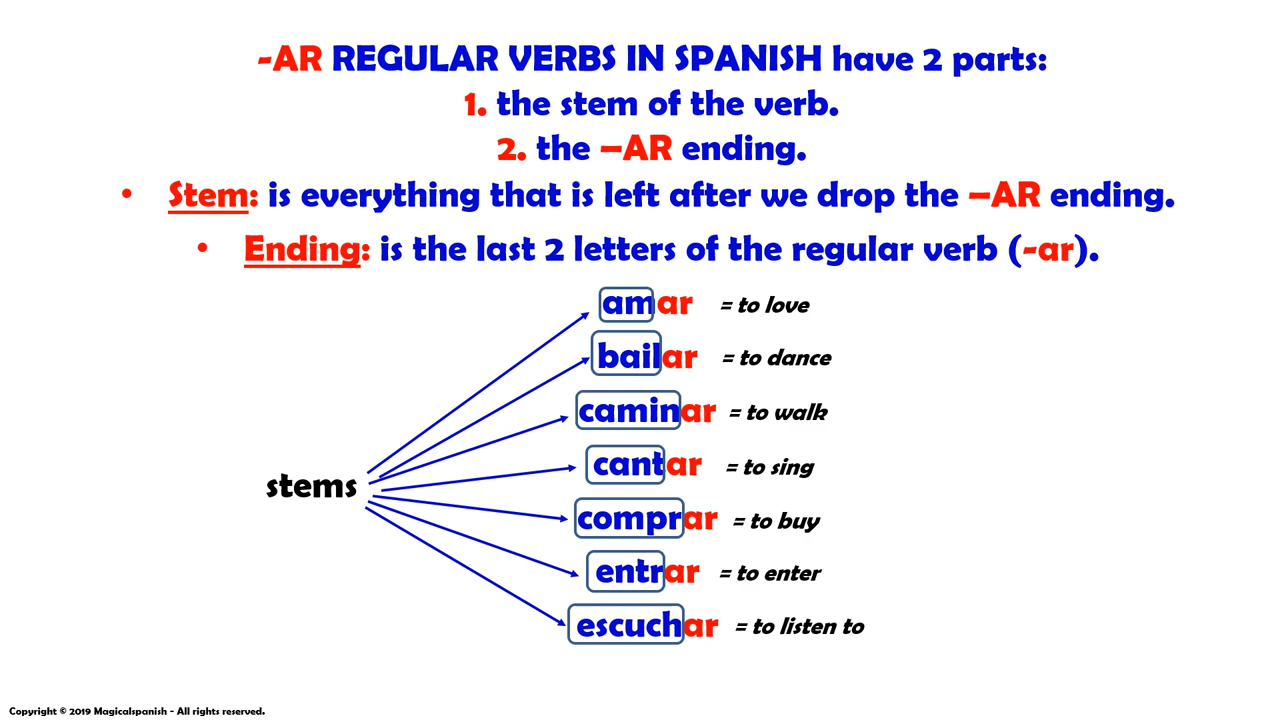 -AR REGULAR VERBS IN SPANISH have 2 parts:
1. the stem of the verb.
2. the –AR ending.
• Stem: is everything that is left after we drop the –AR ending.
• Ending: is the last 2 letters of the regular verb (-ar).
amar = to love
bailar = to dance
caminar = to walk
cantar = to sing
stems
comprar = to buy
entrar = to enter
escuchar = to listen to
Copyright © 2019 Magicalspanish - All rights reserved.